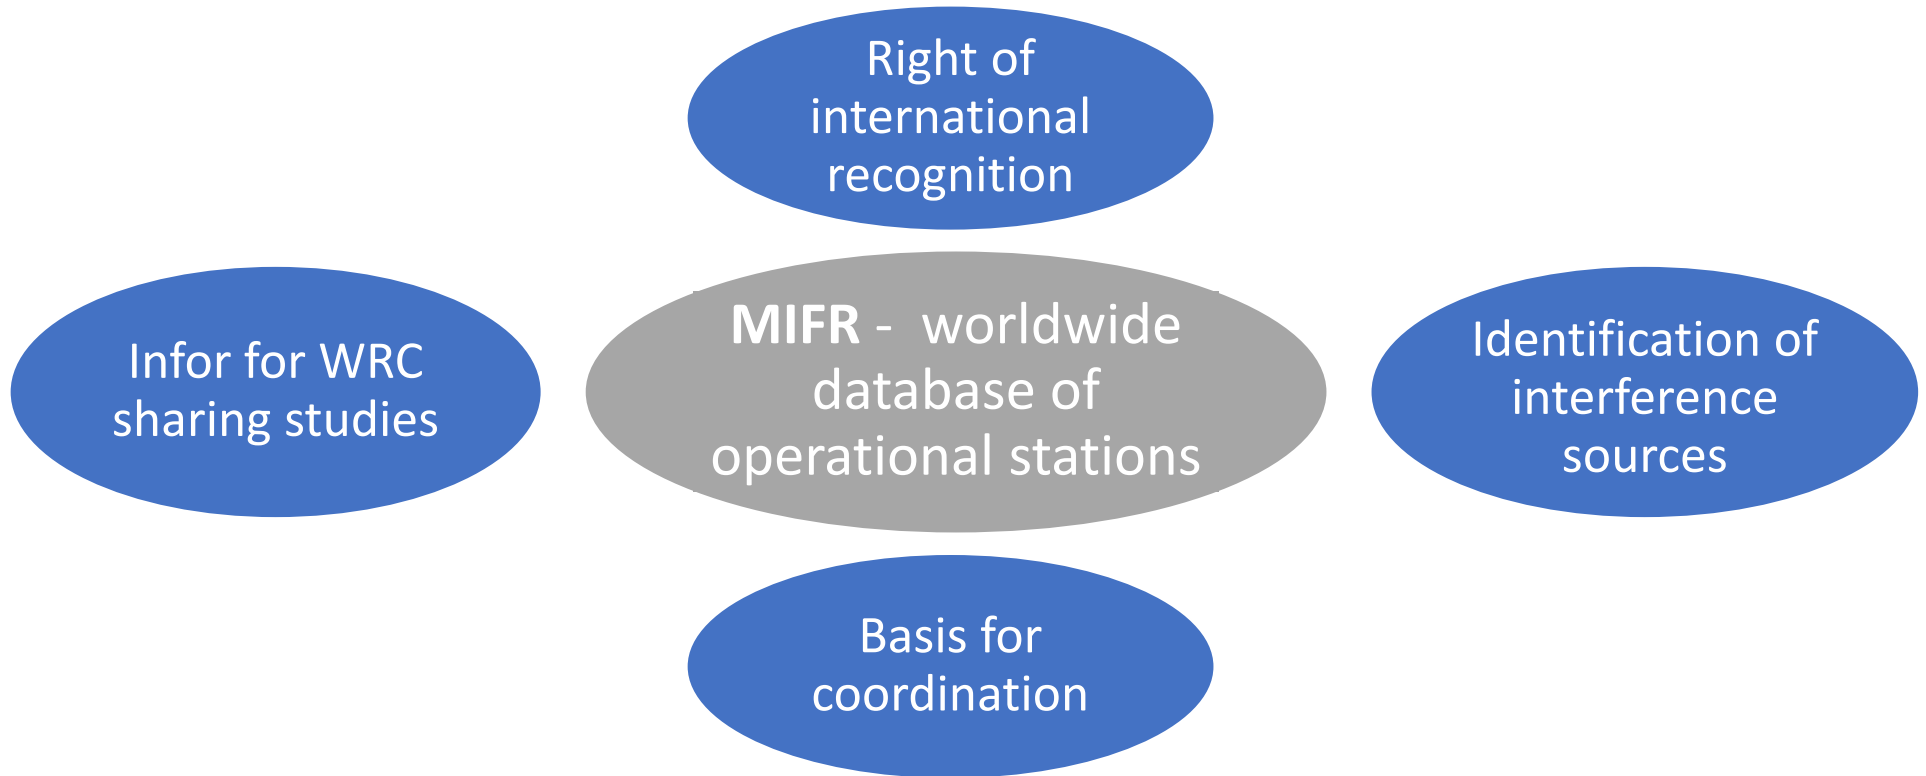 Right of
international
recognition
Infor for WRC
sharing studies
MIFR - worldwide
database of
operational stations
Identification of
interference
sources
Basis for
coordination